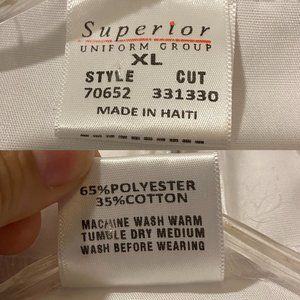 Superior
UNIFORM GROUP
XL
STYLE CUT
70652 331330
MADE IN HAITI
65%POLYESTER
35%COTTON
MACHINE WASH WARM
TUMBLE DRY MEDIUM
WASH BEFORE WEARING